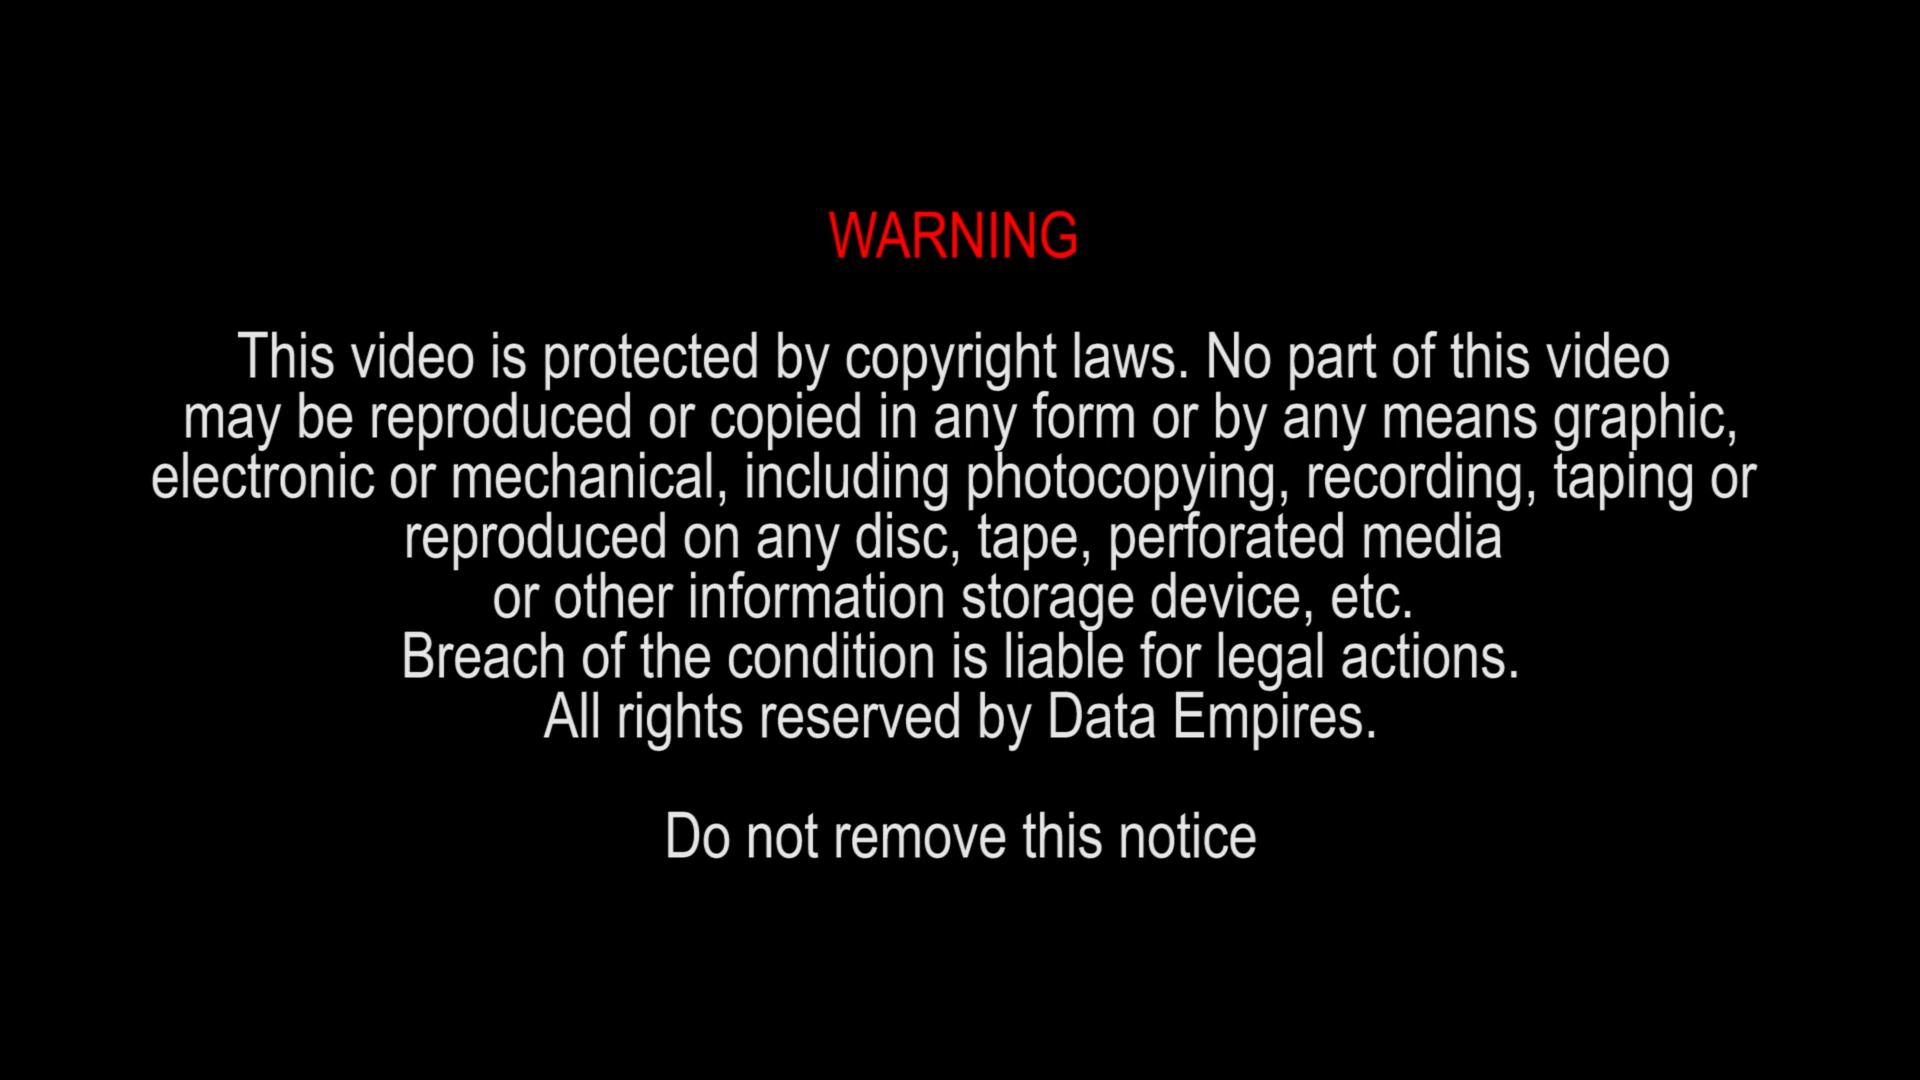 WARNING
This video is protected by copyright laws. No part of this video
may be reproduced or copied in any form or by any means graphic,
electronic or mechanical, including photocopying, recording, taping or
reproduced on any disc, tape, perforated media
or other information storage device, etc.
Breach of the condition is liable for legal actions.
All rights reserved by Data Empires.
Do not remove this notice